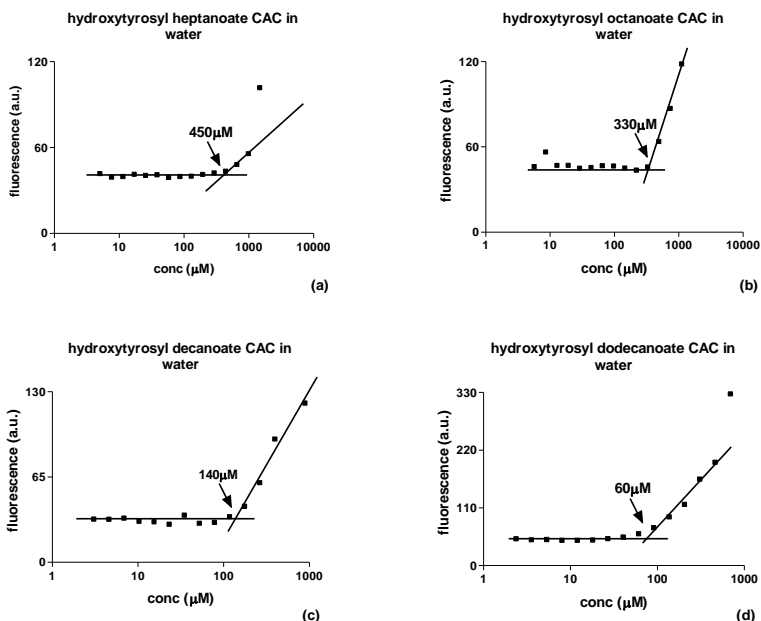 hydroxytyrosyl heptanoate CAC in
water
120
60
0
fluorescence (a.u.)
450µM
1 10 100 1000 10000
conc (µM)
(a)
hydroxytyrosyl octanoate CAC in
water
120
60
0
fluorescence (a.u.)
330µM
1 10 100 1000 10000
conc (µM)
(b)
hydroxytyrosyl decanoate CAC in
water
130
65
0
fluorescence (a.u.)
140µM
1 10 100 1000
conc (µM)
(c)
hydroxytyrosyl dodecanoate CAC in
water
330
220
110
0
fluorescence (a.u.)
60µM
1 10 100 1000
conc (µM)
(d)